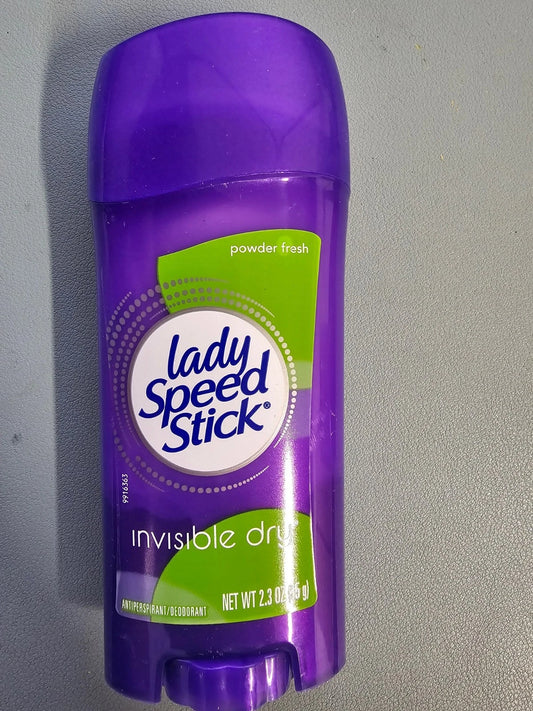 powder fresh
lady
Speed
Stick®
9916363
invisible dry
ANTIPERSPIRANT/DEODORANT
NET WT 2.3 OZ